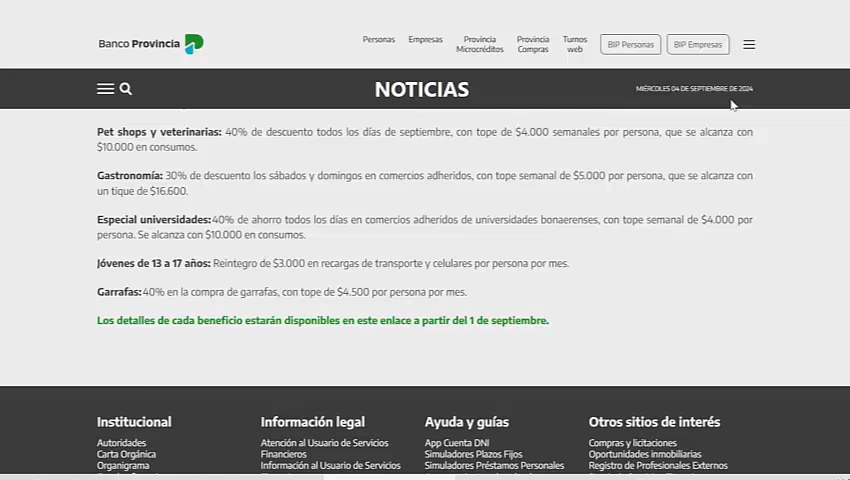 Banco Provincia
Personas
Empresas
Provincia
Microcréditos
Provincia
Compras
Turnos
web
BIP Personas
BIP Empresas
NOTICIAS
MIÉRCOLES 04 DE SEPTIEMBRE DE 2024
Pet shops y veterinarias: 40% de descuento todos los días de septiembre, con tope de $4.000 semanales por persona, que se alcanza con
$10.000 en consumos.
Gastronomía: 30% de descuento los sábados y domingos en comercios adheridos, con tope semanal de $5.000 por persona, que se alcanza con
un tique de $16.600.
Especial universidades: 40% de ahorro todos los días en comercios adheridos de universidades bonaerenses, con tope semanal de $4.000 por
persona. Se alcanza con $10.000 en consumos.
Jóvenes de 13 a 17 años: Reintegro de $3.000 en recargas de transporte y celulares por persona por mes.
Garrafas: 40% en la compra de garrafas, con tope de $4.500 por persona por mes.
Los detalles de cada beneficio estarán disponibles en este enlace a partir del 1 de septiembre.
Institucional
Autoridades
Carta Orgánica
Organigrama
Información legal
Atención al Usuario de Servicios
Financieros
Información al Usuario de Servicios
Ayuda y guías
App Cuenta DNI
Simuladores Plazos Fijos
Simuladores Préstamos Personales
Otros sitios de interés
Compras y licitaciones
Oportunidades inmobiliarias
Registro de Profesionales Externos